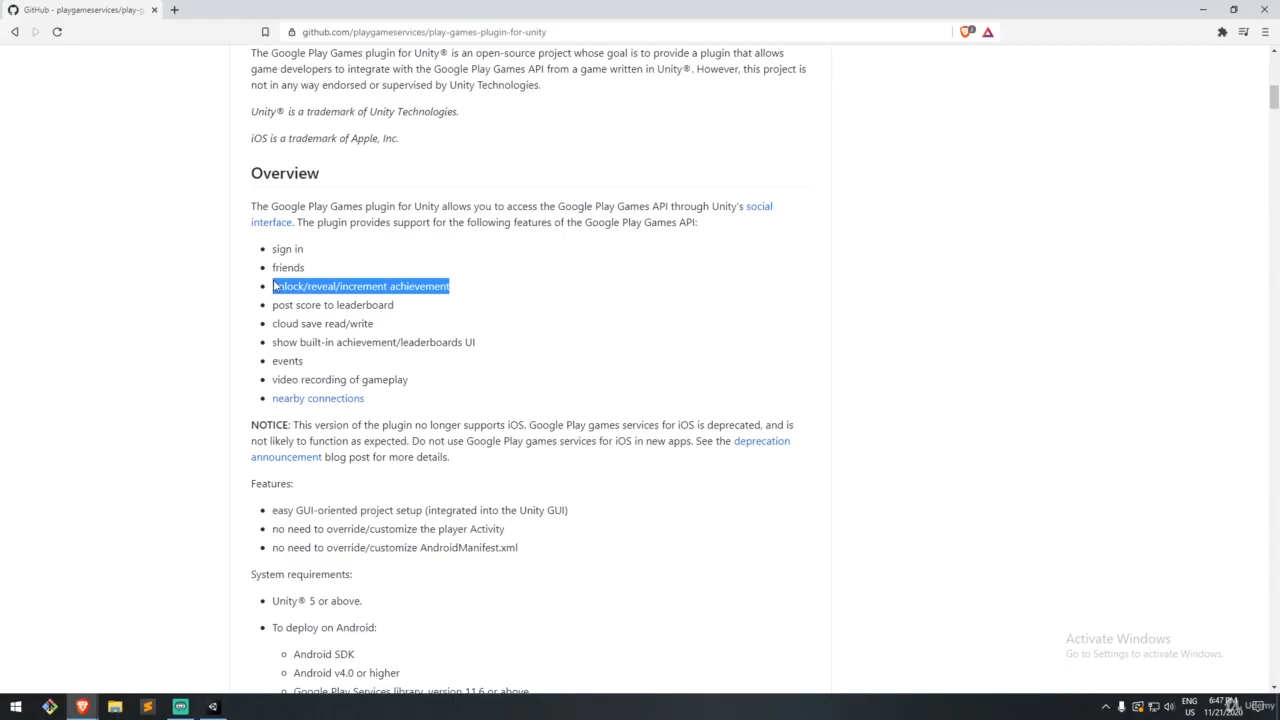 GitHub - playgameservices/play-g
github.com/playgameservices/play-games-plugin-for-unity
The Google Play Games plugin for Unity® is an open-source project whose goal is to provide a plugin that allows
game developers to integrate with the Google Play Games API from a game written in Unity®. However, this project is
not in any way endorsed or supervised by Unity Technologies.
Unity® is a trademark of Unity Technologies.
iOS is a trademark of Apple, Inc.
Overview
The Google Play Games plugin for Unity allows you to access the Google Play Games API through Unity's social
interface. The plugin provides support for the following features of the Google Play Games API:
sign in
friends
unlock/reveal/increment achievement
post score to leaderboard
cloud save read/write
show built-in achievement/leaderboards UI
events
video recording of gameplay
nearby connections
NOTICE: This version of the plugin no longer supports iOS. Google Play games services for iOS is deprecated, and is
not likely to function as expected. Do not use Google Play games services for iOS in new apps. See the deprecation
announcement blog post for more details.
Features:
easy GUI-oriented project setup (integrated into the Unity GUI)
no need to override/customize the player Activity
no need to override/customize AndroidManifest.xml
System requirements:
Unity® 5 or above.
To deploy on Android:
Android SDK
Android v4.0 or higher
Google Play Services library, version 11.6 or above
Activate Windows
Go to Settings to activate Windows.
ENG
US
6:47 PM
11/21/2020
Udemy